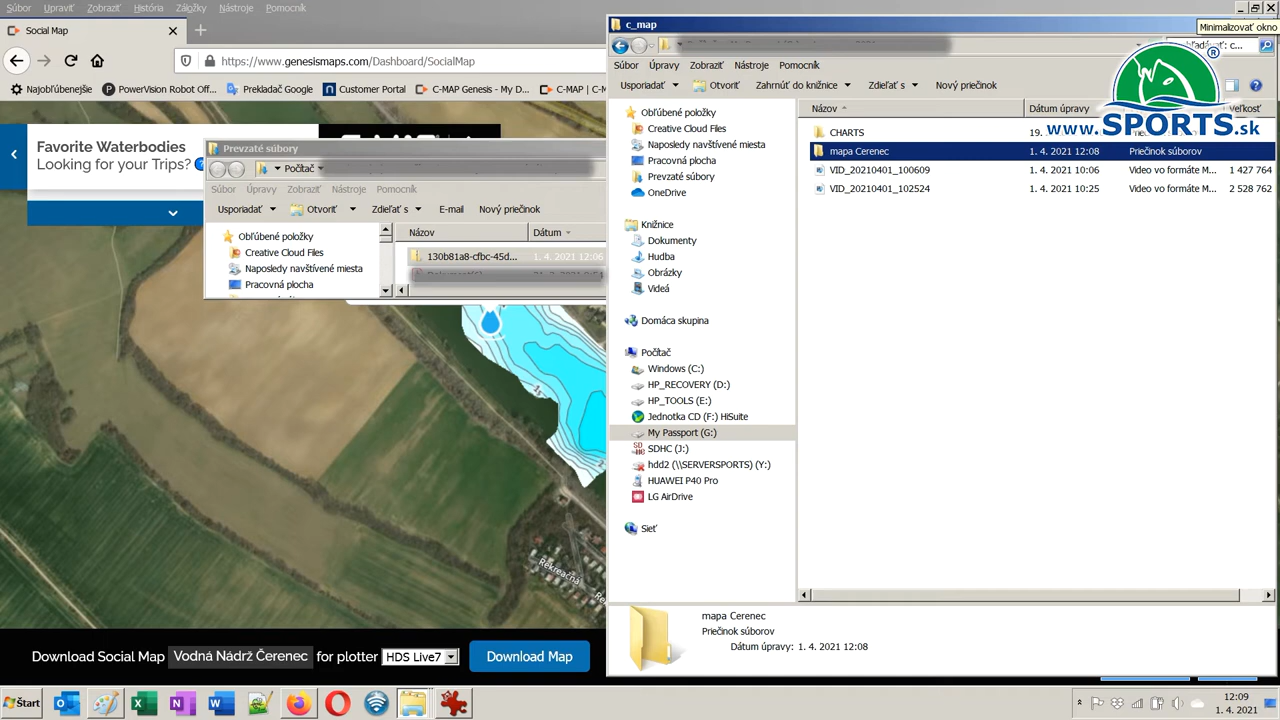 Súbor Upraviť Zobraziť História Záložky Nástroje Pomocník
Social Map
https://www.genesismaps.com/Dashboard/SocialMap
Najobľúbenejšie PowerVision Robot Off... Prekladač Google Customer Portal C-MAP Genesis - My D... C-MAP | C-M
Favorite Waterbodies
Looking for your Trips?
Prevzaté súbory
Počítač
Súbor Úpravy Zobraziť Nástroje Pomocník
Usporiadať Otvoriť Zdieľať s E-mail Nový priečinok
Obľúbené položky
Creative Cloud Files
Naposledy navštívené miesta
Pracovná plocha
Názov Dátum
130b81a8-cfbc-45d... 1. 4. 2021 12:06
Rekreačná
Download Social Map Vodná Nádrž Čerenec for plotter HDS Live7 Download Map
c_map
Minimalizovať okno
Súbor Úpravy Zobraziť Nástroje Pomocník
Usporiadať Otvoriť Zahrnúť do knižnice Zdieľať s Nový priečinok
www.SPORTS.sk
®
Obľúbené položky
Creative Cloud Files
Naposledy navštívené miesta
Pracovná plocha
Prevzaté súbory
OneDrive
Knižnice
Dokumenty
Hudba
Obrázky
Videá
Domáca skupina
Počítač
Windows (C:)
HP_RECOVERY (D:)
HP_TOOLS (E:)
Jednotka CD (F:) HiSuite
My Passport (G:)
SDHC (J:)
hdd2 (\\SERVERSPORTS) (Y:)
HUAWEI P40 Pro
LG AirDrive
Sieť
Názov Dátum úpravy Veľkosť
CHARTS 19.
mapa Cerenec 1. 4. 2021 12:08 Priečinok súborov
VID_20210401_100609 1. 4. 2021 10:06 Video vo formáte M... 1 427 764
VID_20210401_102524 1. 4. 2021 10:25 Video vo formáte M... 2 528 762
mapa Cerenec
Priečinok súborov
Dátum úpravy: 1. 4. 2021 12:08
Štart
12:09
1. 4. 2021